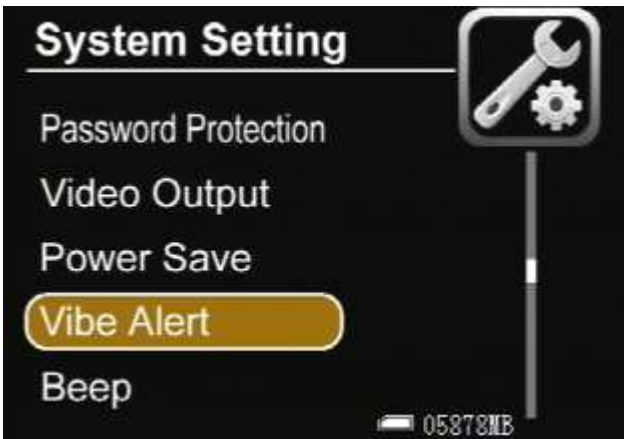 System Setting
Password Protection
Video Output
Power Save
Vibe Alert
Beep
05878MB